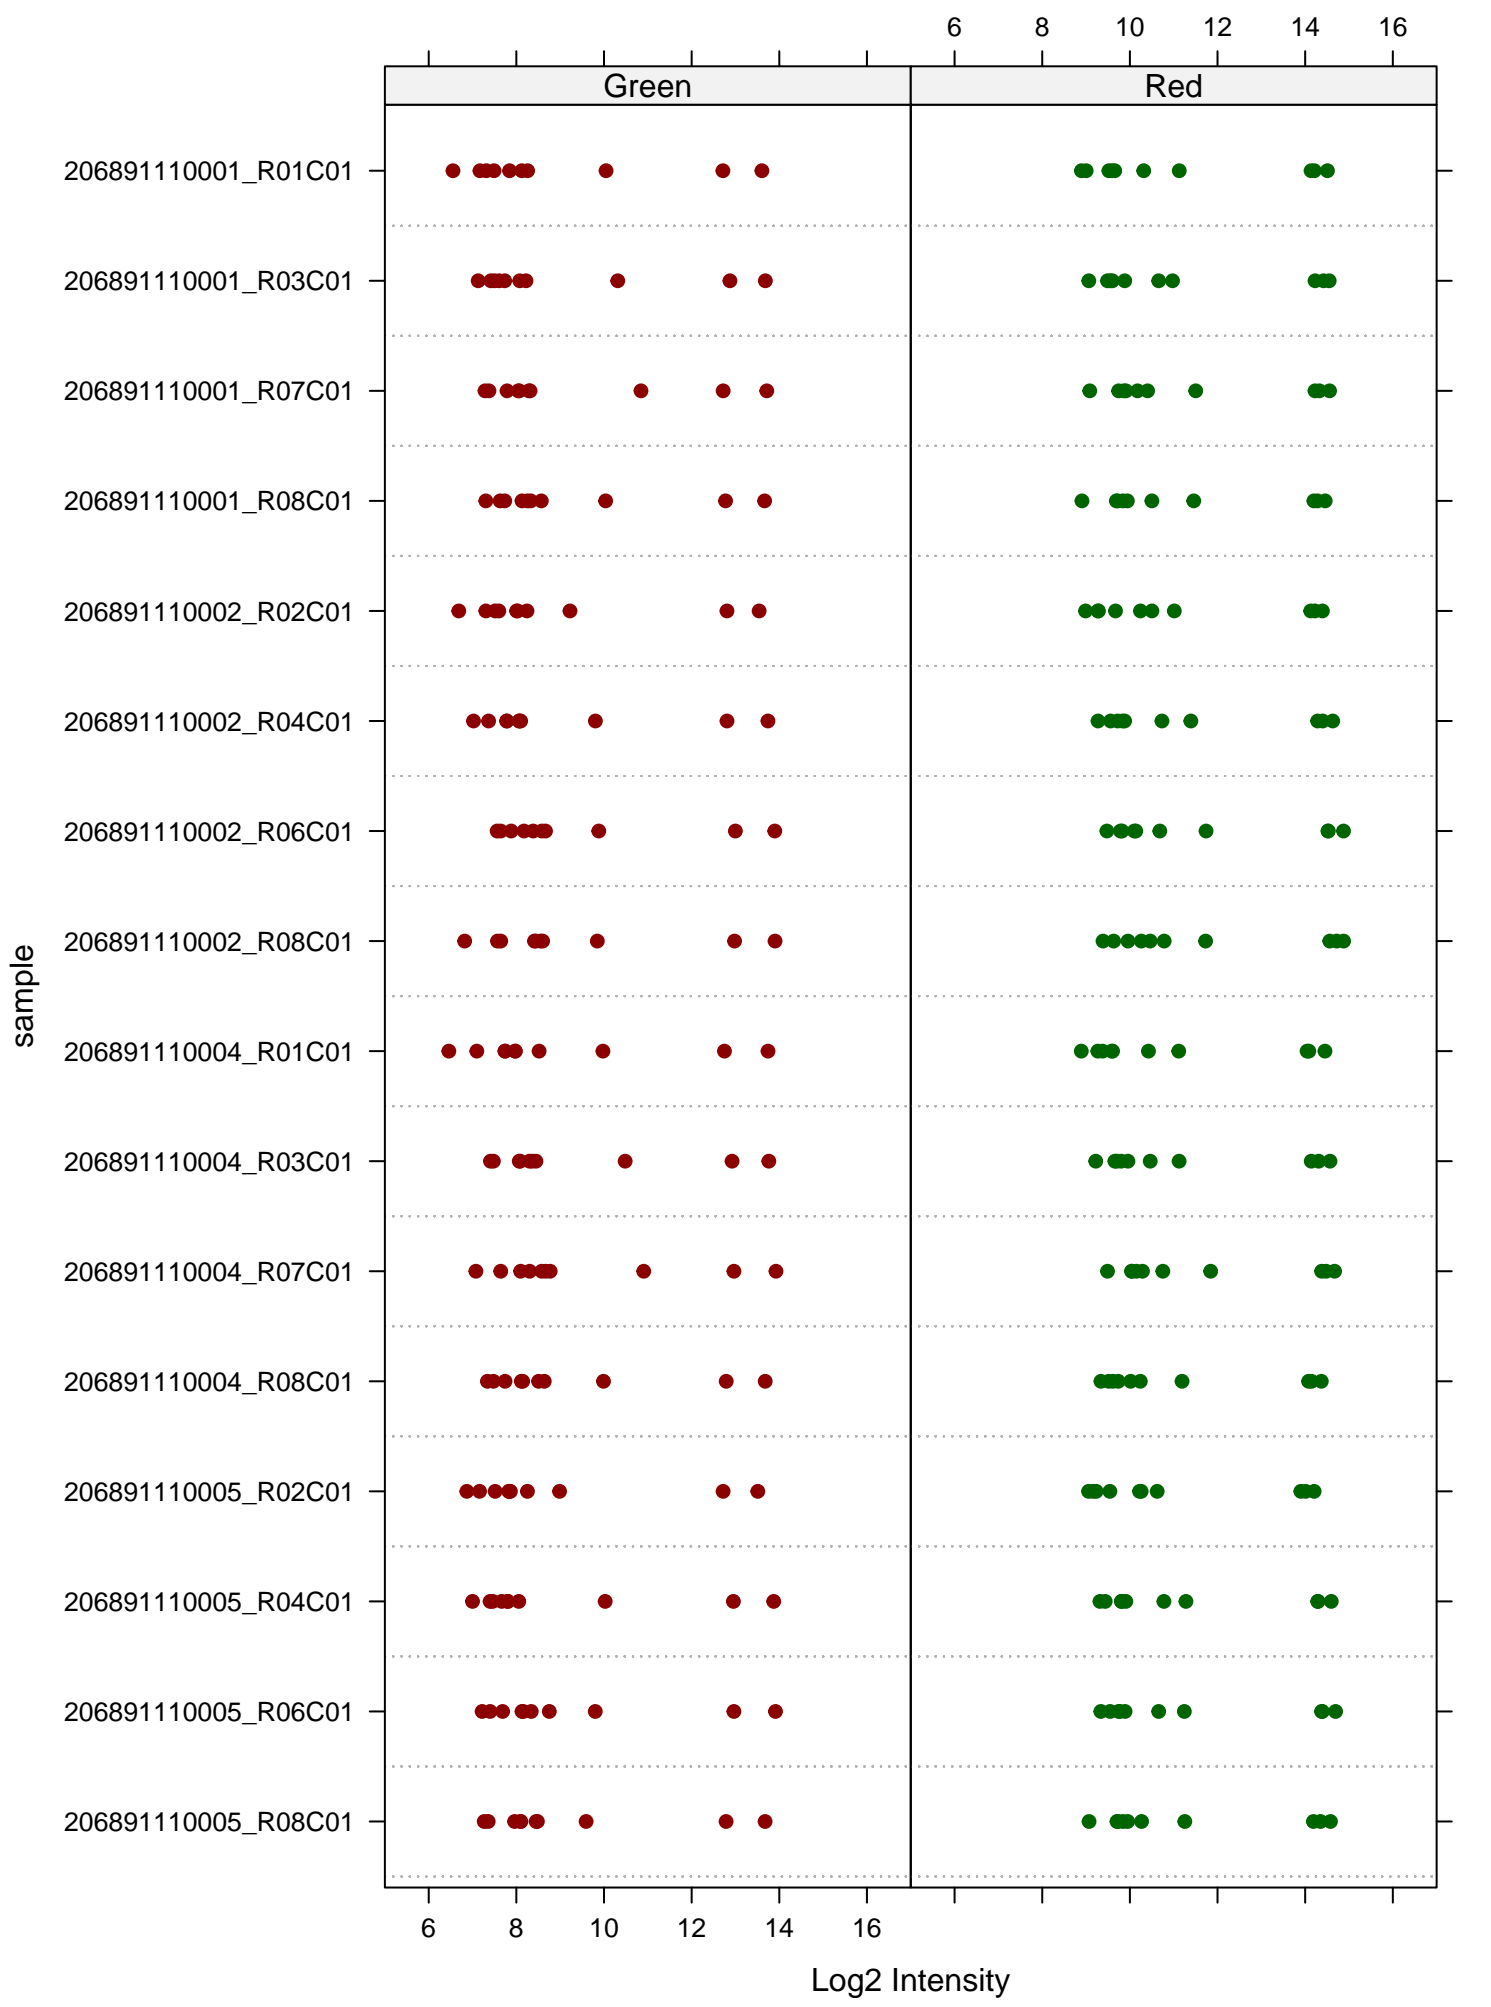 6 8 10 12 14 16
Green Red
206891110001_R01C01
206891110001_R03C01
206891110001_R07C01
206891110001_R08C01
206891110002_R02C01
206891110002_R04C01
206891110002_R06C01
206891110002_R08C01
206891110004_R01C01
206891110004_R03C01
206891110004_R07C01
206891110004_R08C01
206891110005_R02C01
206891110005_R04C01
206891110005_R06C01
206891110005_R08C01
sample
6 8 10 12 14 16
Log2 Intensity